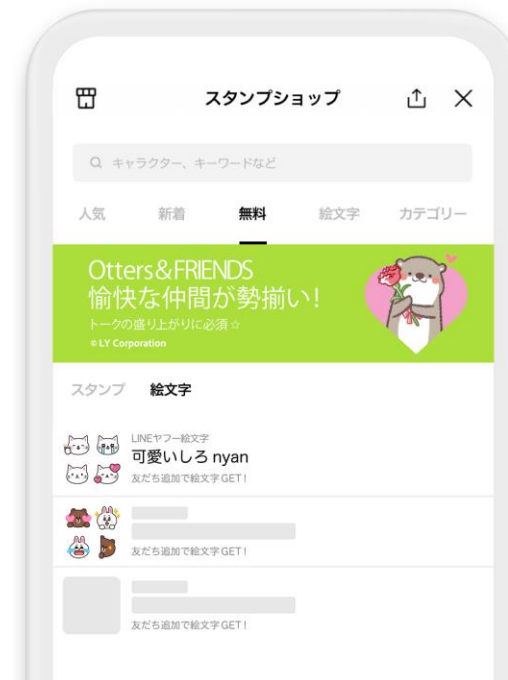 スタンプショップ
キャラクター、キーワードなど
人気 新着 無料 絵文字 カテゴリー
Otters&FRIENDS
愉快な仲間が勢揃い！
トークの盛り上がりに必須☆
© LY Corporation
スタンプ 絵文字
LINEヤフー絵文字
可愛いしろ nyan
友だち追加で絵文字GET！
友だち追加で絵文字GET！
友だち追加で絵文字GET！